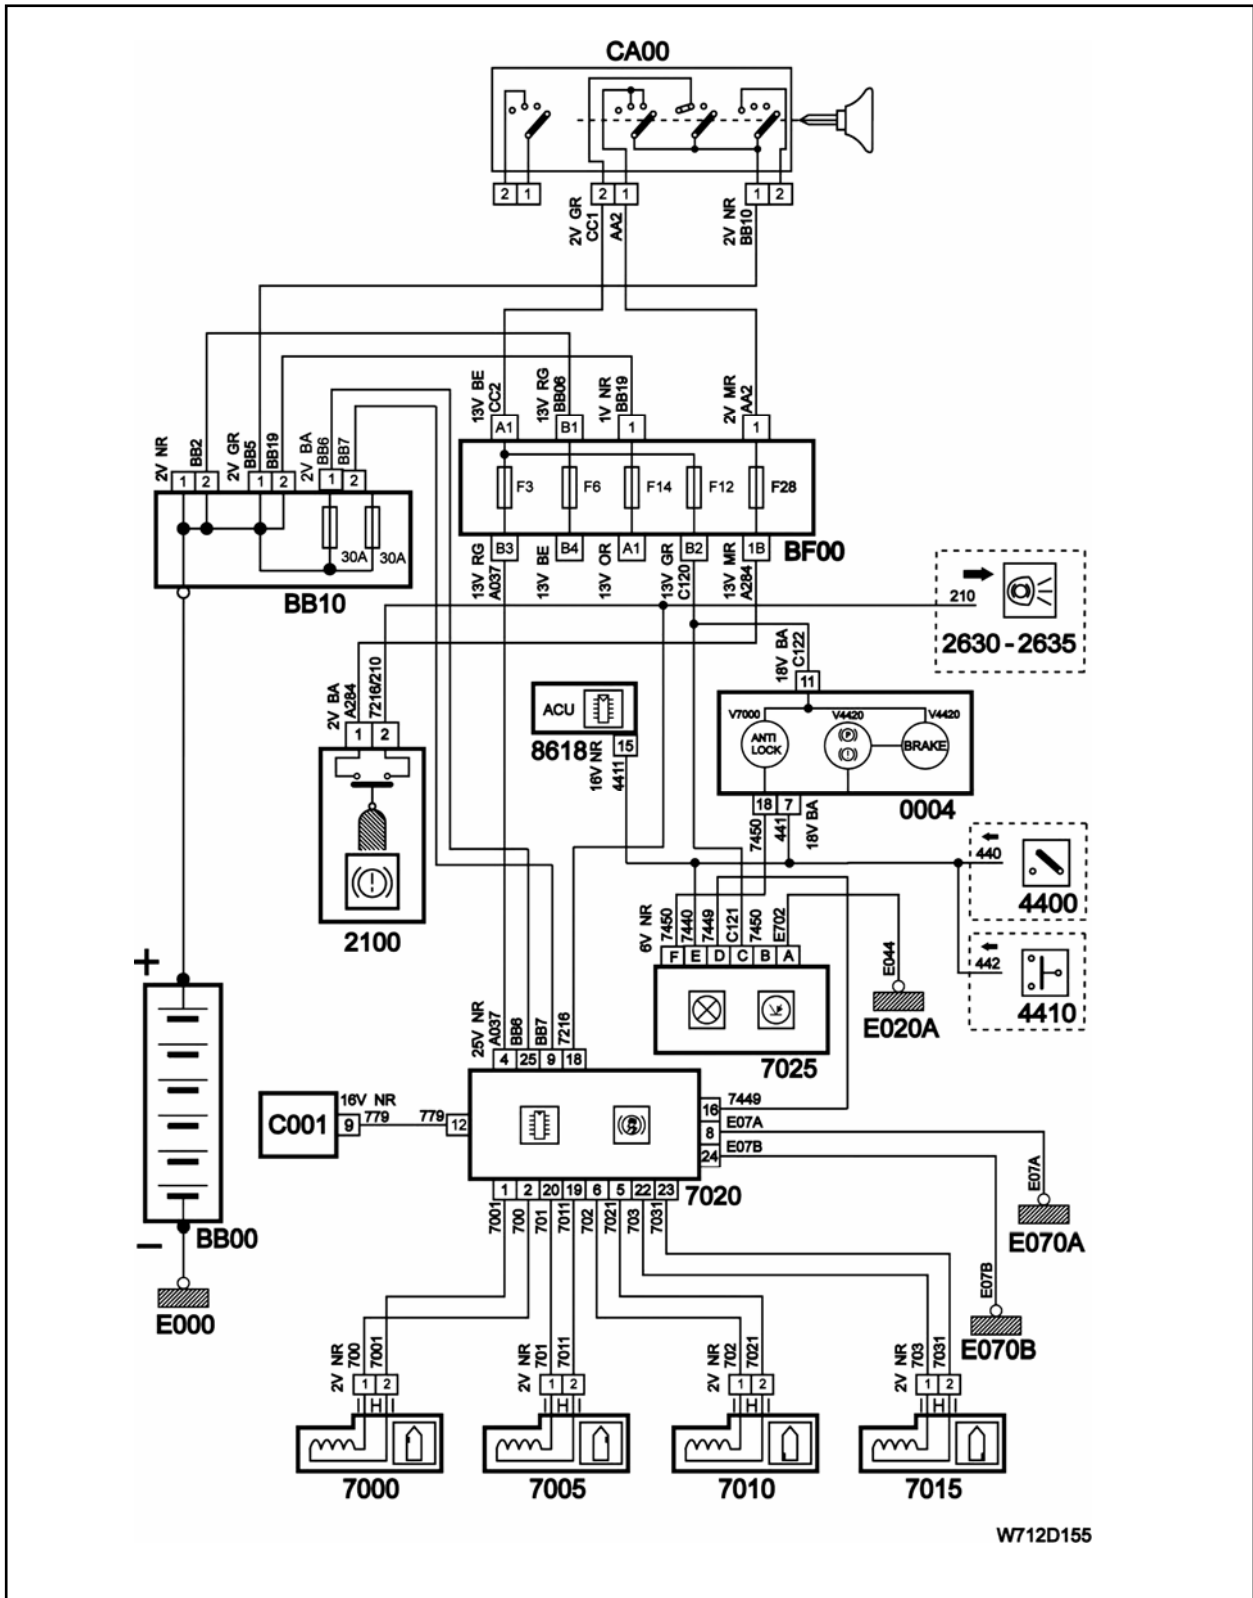 CA00
2 1
2 1
1 2
2V GR
CC1
AA2
2V NR
BB10
13V BE
CC2
13V RG
BB06
1V NR
BB19
2V MR
AA2
2V NR
BB2
2V GR
BB5
BB19
2V BA
BB6
BB7
A1 B1 1 1
1 2 1 2 1 2
F3 F6 F14 F12 F28
30A 30A
B3 B4 A1 B2 1B
BF00
BB10
13V RG
A037
13V BE
13V OR
13V GR
C120
13V MR
A284
210
2630 - 2635
18V BA
C122
11
2V BA
A284
7216/210
1 2
ACU
8618
15
16V NR
4411
V7000 V4420 V4420
ANTI
LOCK
(P)
(!)
BRAKE
18 7
0004
7450
441
18V BA
440
4400
442
4410
(!)
2100
6V NR
7450
7440
7449
C121
7450
E702
F E D C B A
E044
E020A
7025
+
25V NR
A037
BB6
BB7
7216
4 25 9 18
C001
16V NR
9
779
779
12
16
7449
8
E07A
24
E07B
7020
1 2 20 19 6 5 22 23
7001
700
701
7011
702
7021
703
7031
E07A
E070A
E07B
E070B
−
BB00
E000
2V NR
700
7001
2V NR
701
7011
2V NR
702
7021
2V NR
703
7031
1 2
1 2
1 2
1 2
7000
7005
7010
7015
W712D155